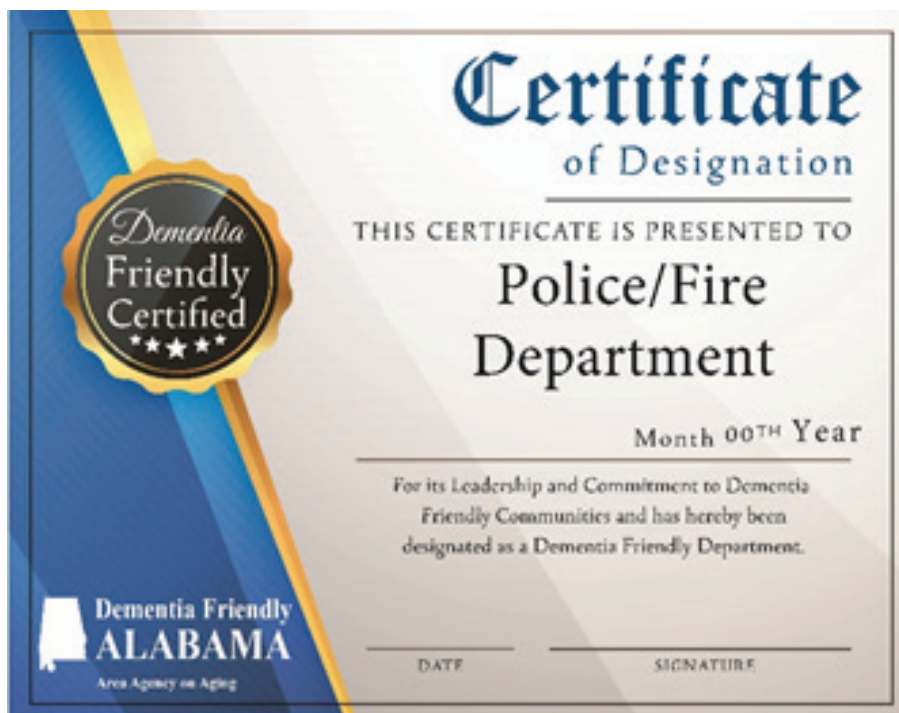 Certificate
of Designation
THIS CERTIFICATE IS PRESENTED TO
Police/Fire
Department
Month 00TH Year
For its Leadership and Commitment to Dementia
Friendly Communities and has hereby been
designated as a Dementia Friendly Department.
DATE
SIGNATURE
Dementia
Friendly
Certified
Dementia Friendly
ALABAMA
Area Agency on Aging